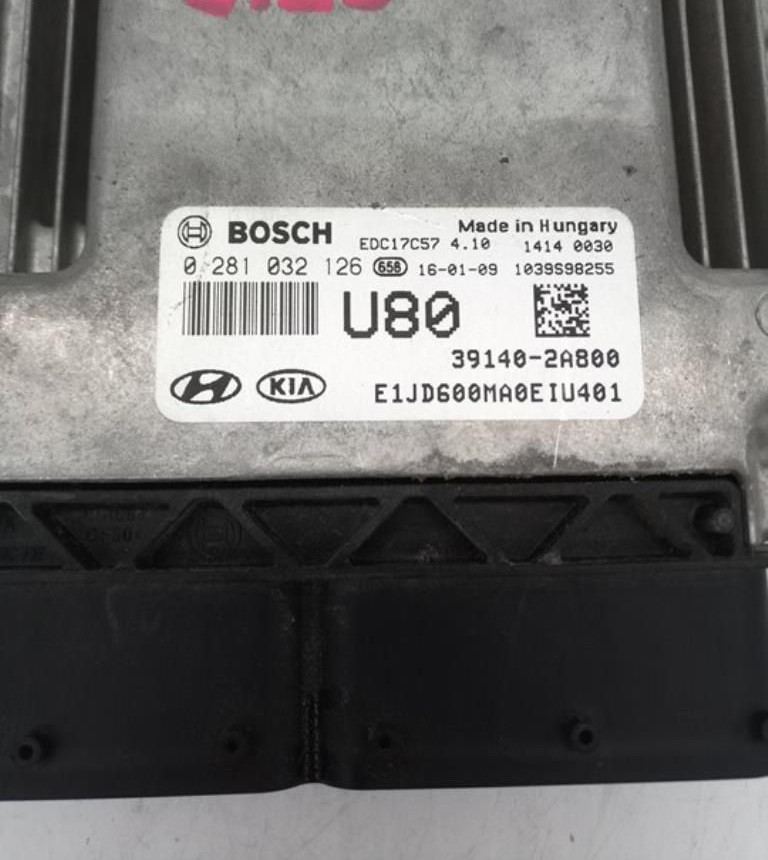 BOSCH
Made in Hungary
EDC17C57 4.10 1414 0030
0 281 032 126 656 16-01-09 1039S98255
U80
39140-2A800
KIA
E1JD600MA0EIU401